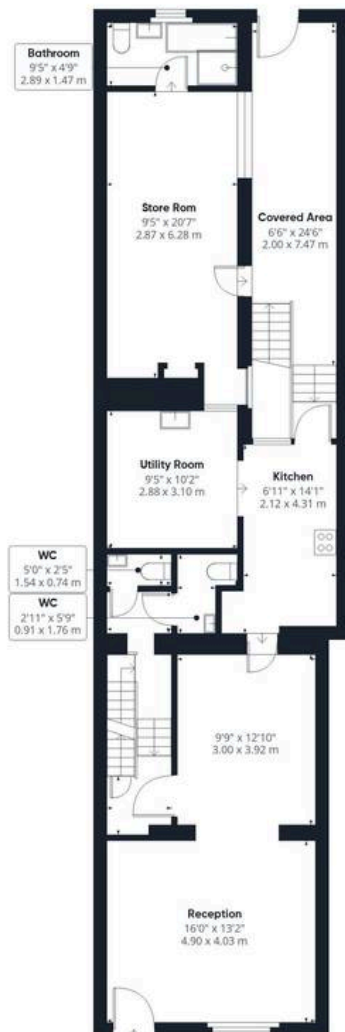 Bathroom
9'5" x 4'9"
2.89 x 1.47 m
Store Rom
9'5" x 20'7"
2.87 x 6.28 m
Covered Area
6'6" x 24'6"
2.00 x 7.47 m
Utility Room
9'5" x 10'2"
2.88 x 3.10 m
Kitchen
6'11" x 14'1"
2.12 x 4.31 m
WC
5'0" x 2'5"
1.54 x 0.74 m
WC
2'11" x 5'9"
0.91 x 1.76 m
9'9" x 12'10"
3.00 x 3.92 m
Reception
16'0" x 13'2"
4.90 x 4.03 m